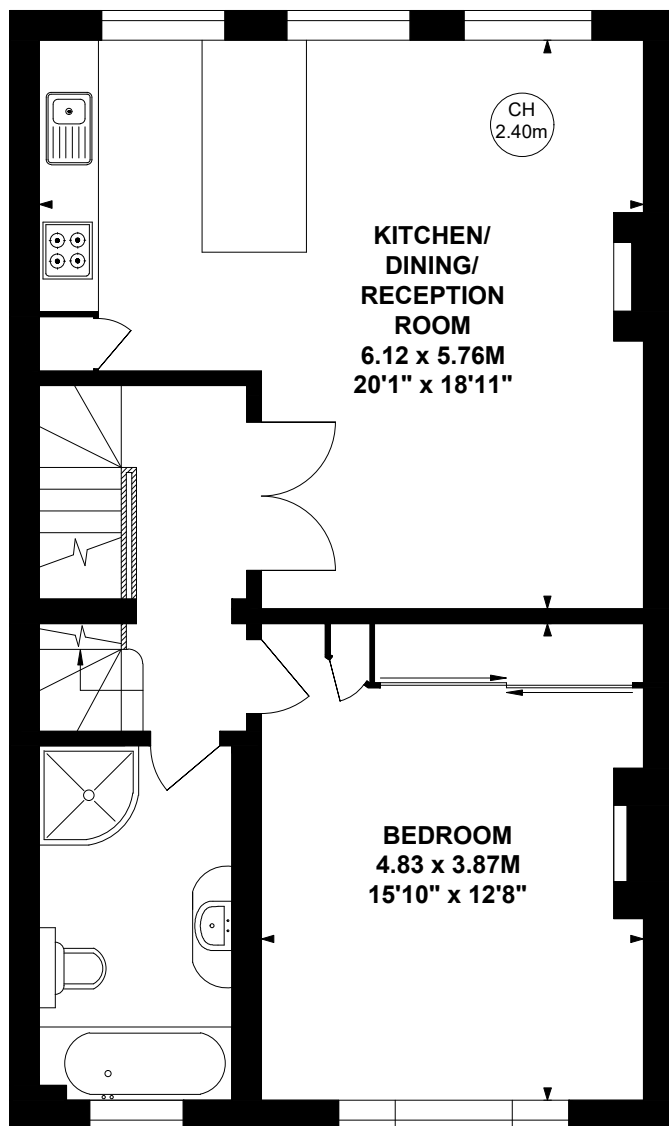 CH
2.40m
KITCHEN/
DINING/
RECEPTION
ROOM
6.12 x 5.76M
20'1" x 18'11"
BEDROOM
4.83 x 3.87M
15'10" x 12'8"